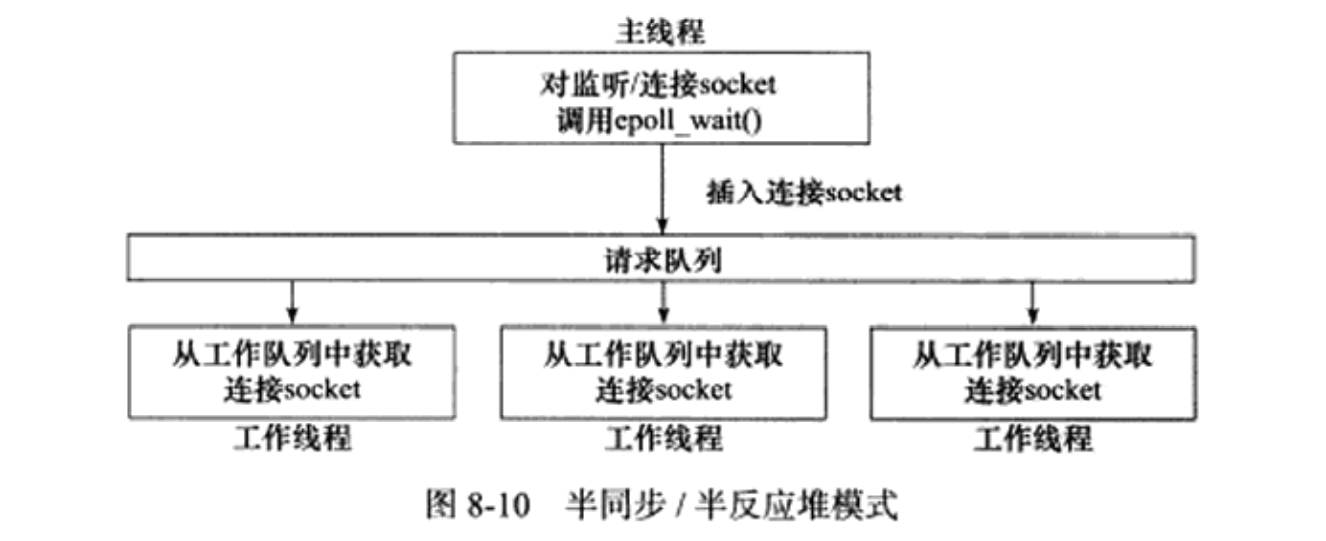 主线程
对监听/连接socket
调用epoll_wait()
插入连接socket
请求队列
从工作队列中获取
连接socket
工作线程
从工作队列中获取
连接socket
工作线程
从工作队列中获取
连接socket
工作线程
图 8-10 半同步 / 半反应堆模式